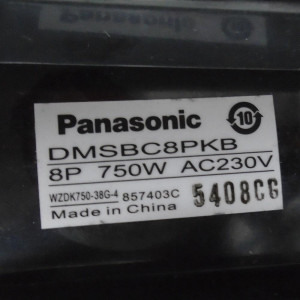 Panasonic
10
DMSBC8PKB
8P 750W AC230V
WZDK750-38G-4 857403C 5408CG
Made in China